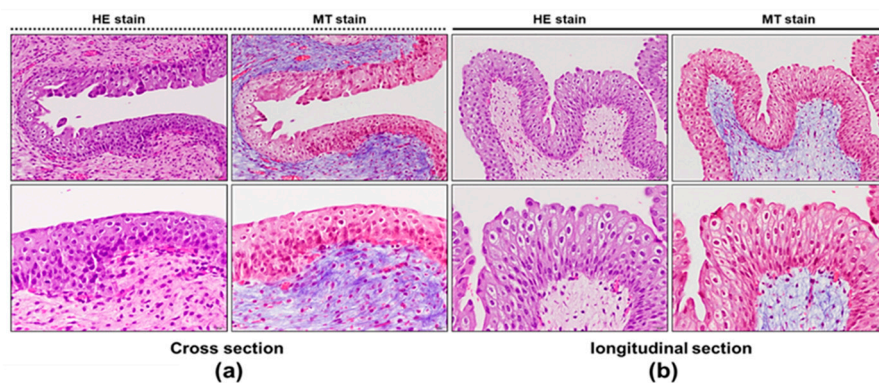 HE stain
MT stain
HE stain
MT stain
Cross section
longitudinal section
(a)
(b)